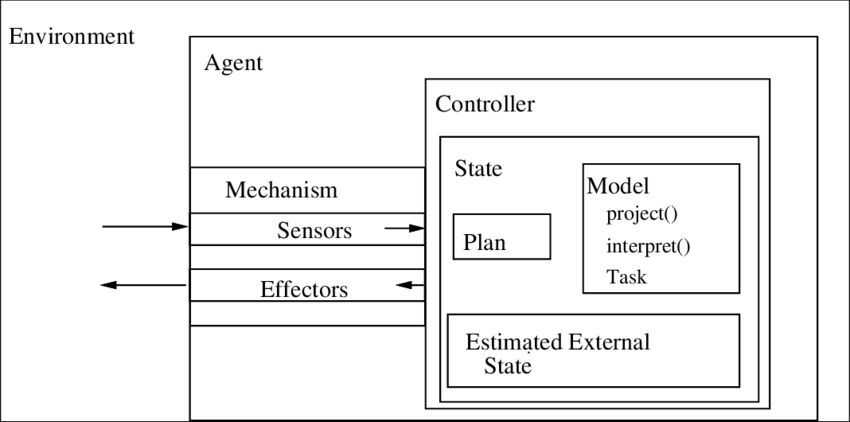 Environment
Agent
Controller
State
Model
project()
interpret()
Task
Mechanism
Sensors
Plan
Effectors
Estimated External
State